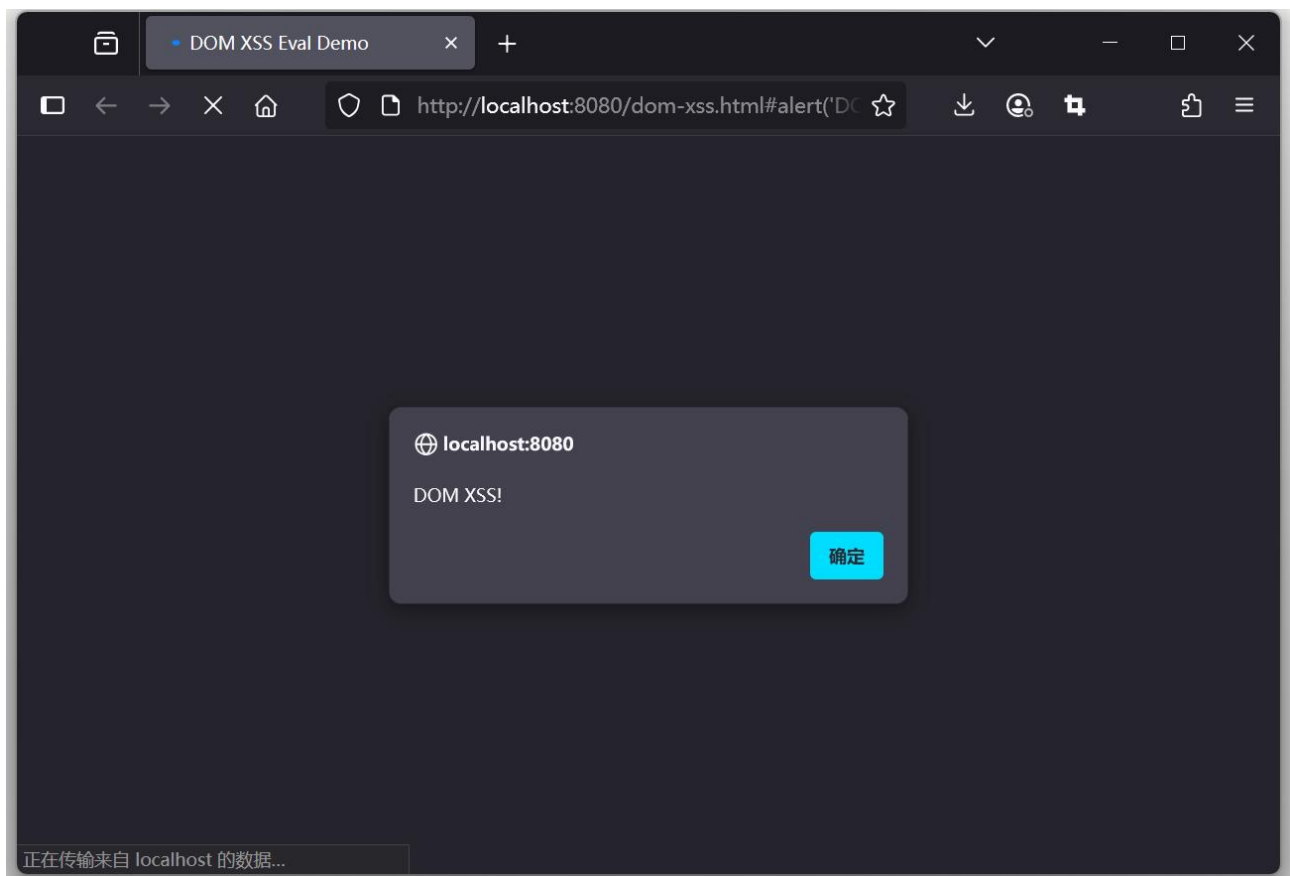 DOM XSS Eval Demo
http://localhost:8080/dom-xss.html#alert('DO
localhost:8080
DOM XSS!
确定
正在传输来自 localhost 的数据...